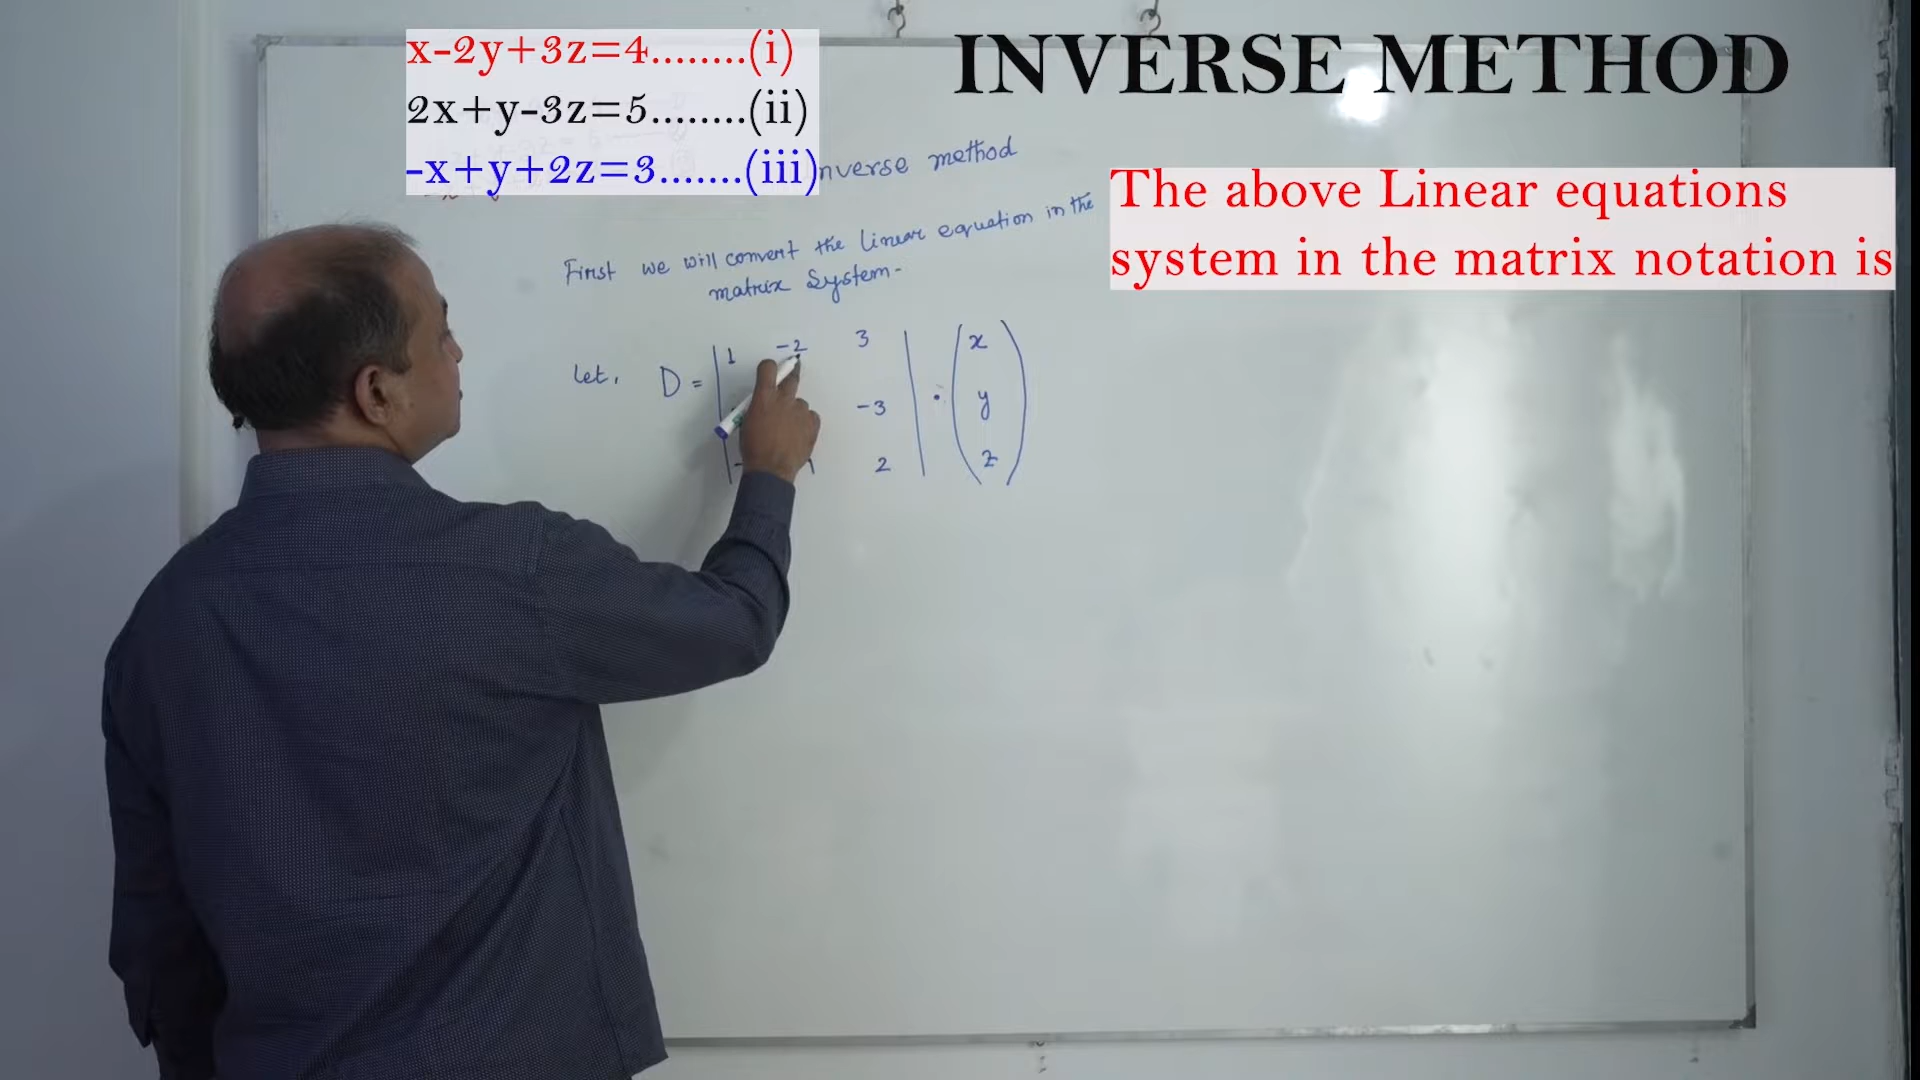 x-2y+3z=4........(i)
2x+y-3z=5........(ii)
-x+y+2z=3.......(iii)
INVERSE METHOD
nverse method
The above Linear equations
system in the matrix notation is
First we will convert the linear equation in the
matrix System-
let, D = | 1 -2 3 | . ( x
-3 y
2 z )